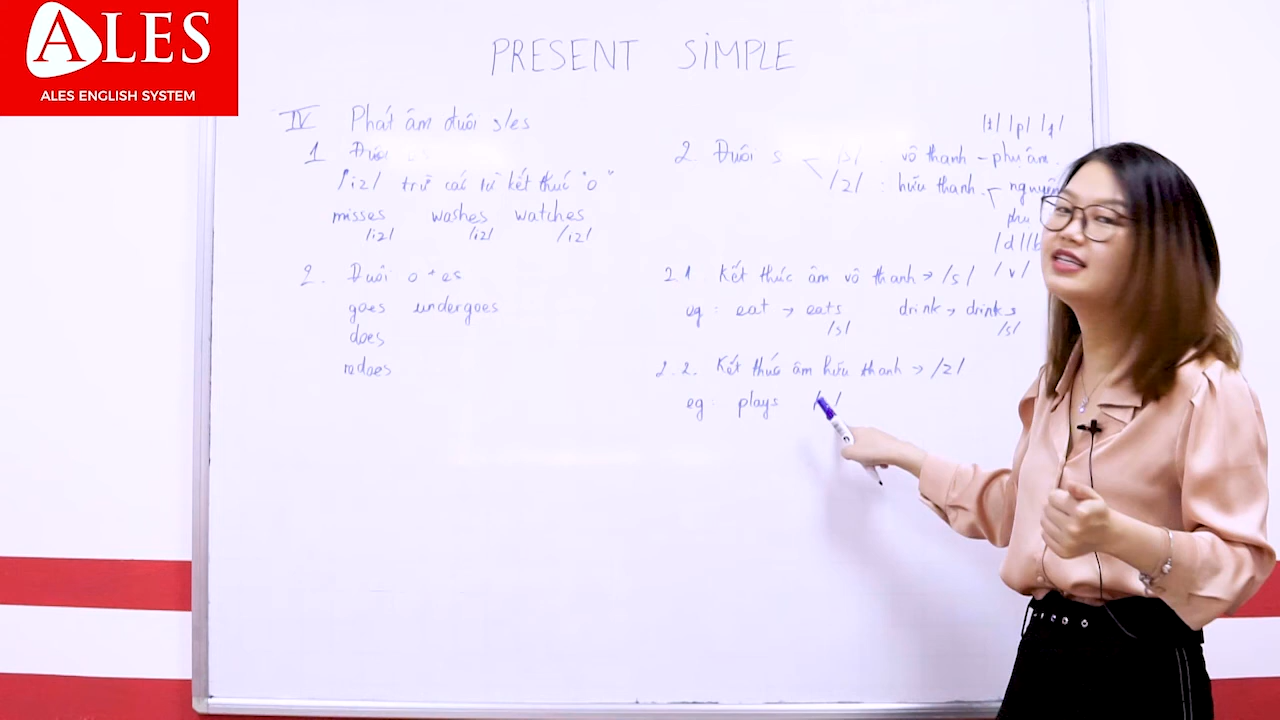 ALES
ALES ENGLISH SYSTEM
PRESENT SIMPLE
IV Phát âm đuôi s/es
1 Đuôi es
/iz/ trừ các từ kết thúc "o"
misses washes watches
/iz/ /iz/ /iz/
2. Đuôi o + es
goes undergoes
does
redoes
/t/ /p/ /f/
2. Đuôi s /s/ : vô thanh - phụ âm.
/z/ : hữu thanh nguyên
phụ
/d/ /b
/v/
2.1 Kết thúc âm vô thanh → /s/
eg : eat → eats drink → drinks
/s/ /s/
2.2. Kết thúc âm hữu thanh → /z/
eg : plays